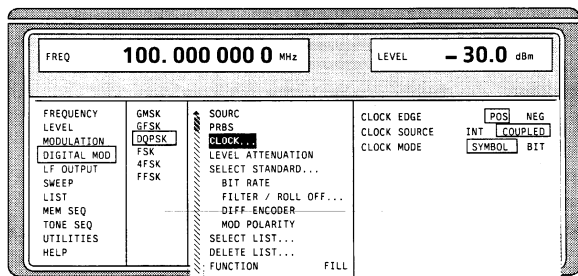 FREQ 100. 000 000 0 MHz
LEVEL – 30.0 dBm
FREQUENCY
LEVEL
MODULATION
DIGITAL MOD
LF OUTPUT
SWEEP
LIST
MEM SEQ
TONE SEQ
UTILITIES
HELP
GMSK
GFSK
DQPSK
FSK
4FSK
FFSK
SOURC
PRBS
CLOCK...
LEVEL ATTENUATION
SELECT STANDARD...
BIT RATE
FILTER / ROLL OFF...
DIFF ENCODER
MOD POLARITY
SELECT LIST...
DELETE LIST...
FUNCTION FILL
CLOCK EDGE POS NEG
CLOCK SOURCE INT COUPLED
CLOCK MODE SYMBOL BIT